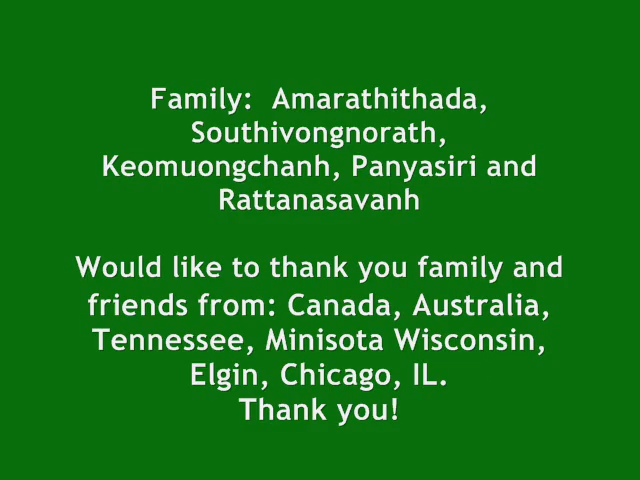 Family:  Amarathithada,
Southivongnorath,
Keomuongchanh, Panyasiri and
Rattanasavanh
Would like to thank you family and
friends from: Canada, Australia,
Tennessee, Minisota Wisconsin,
Elgin, Chicago, IL.
Thank you!